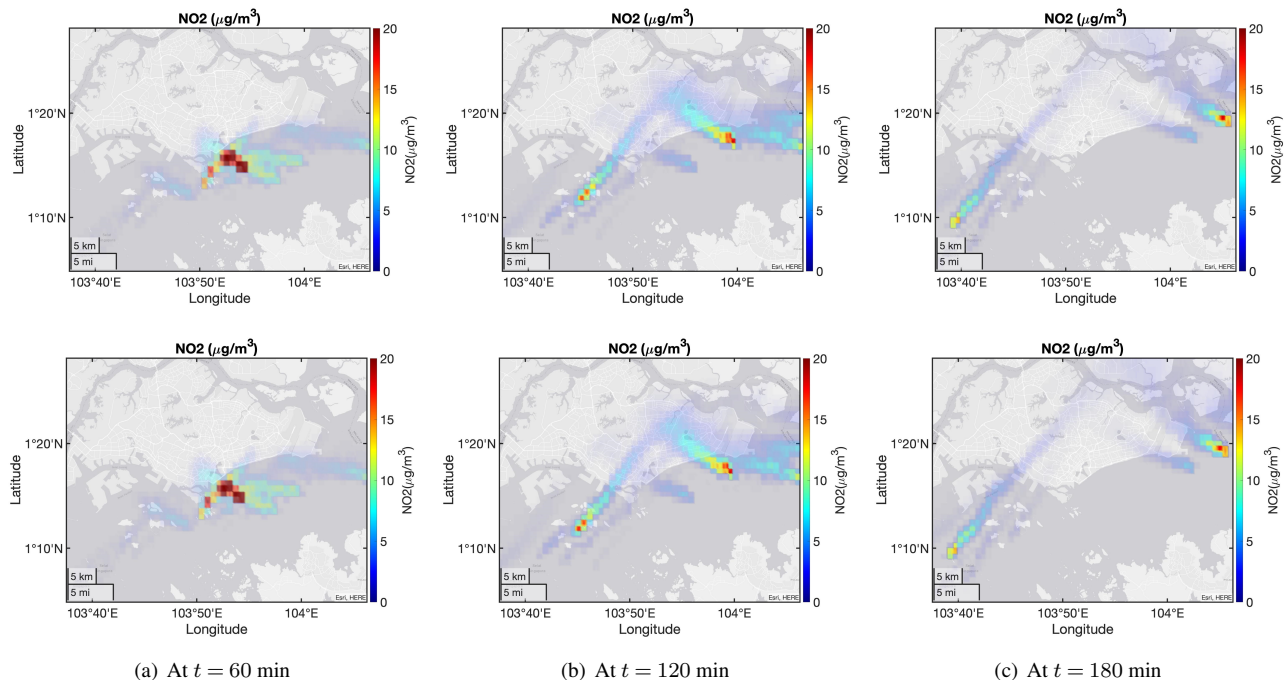 NO2 (μg/m³)
NO2 (μg/m³)
NO2 (μg/m³)
20
15
10
5
0
NO2(μg/m³)
20
15
10
5
0
NO2(μg/m³)
20
15
10
5
0
NO2(μg/m³)
Latitude
1°20'N
1°10'N
Latitude
1°20'N
1°10'N
Latitude
1°20'N
1°10'N
5 km
5 mi
Esri, HERE
5 km
5 mi
Esri, HERE
5 km
5 mi
Esri, HERE
103°40'E 103°50'E 104°E
103°40'E 103°50'E 104°E
103°40'E 103°50'E 104°E
Longitude
Longitude
Longitude
NO2 (μg/m³)
NO2 (μg/m³)
NO2 (μg/m³)
20
15
10
5
0
NO2(μg/m³)
20
15
10
5
0
NO2(μg/m³)
20
15
10
5
0
NO2(μg/m³)
Latitude
1°20'N
1°10'N
Latitude
1°20'N
1°10'N
Latitude
1°20'N
1°10'N
5 km
5 mi
Esri, HERE
5 km
5 mi
Esri, HERE
5 km
5 mi
Esri, HERE
103°40'E 103°50'E 104°E
103°40'E 103°50'E 104°E
103°40'E 103°50'E 104°E
Longitude
Longitude
Longitude
(a) At t = 60 min
(b) At t = 120 min
(c) At t = 180 min